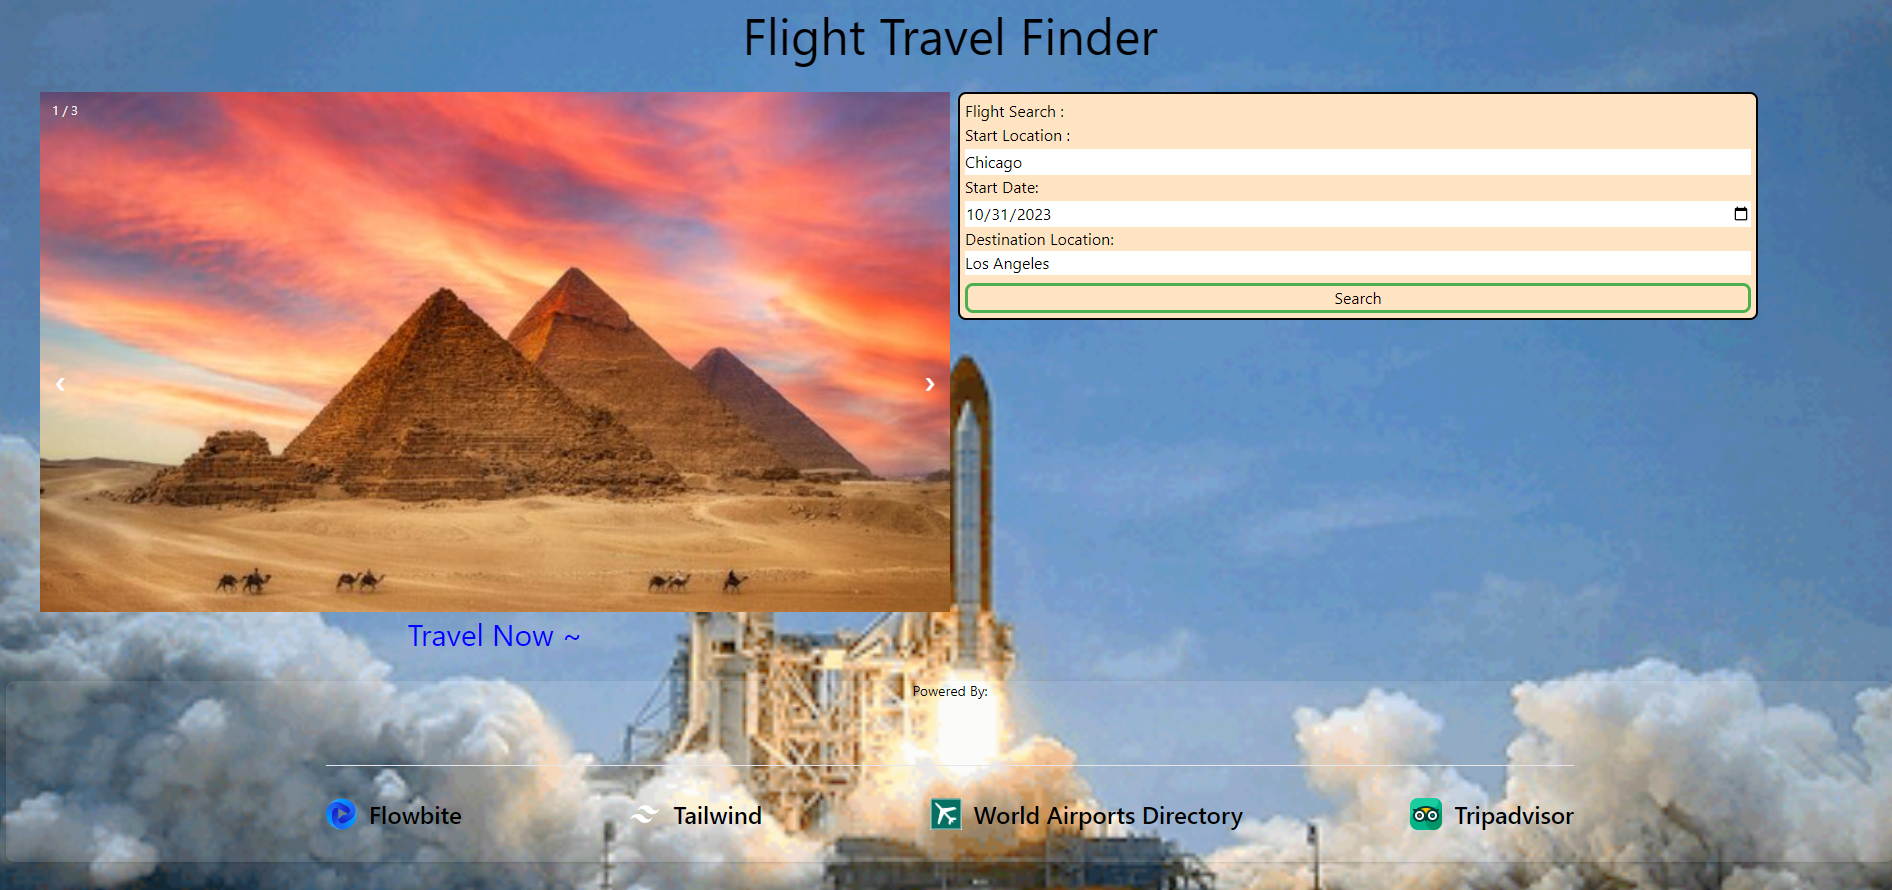 Flight Travel Finder
1 / 3
❮
❯
Travel Now ~
Flight Search :
Start Location :
Chicago
Start Date:
10/31/2023
Destination Location:
Los Angeles
Search
Powered By:
Flowbite
Tailwind
World Airports Directory
Tripadvisor